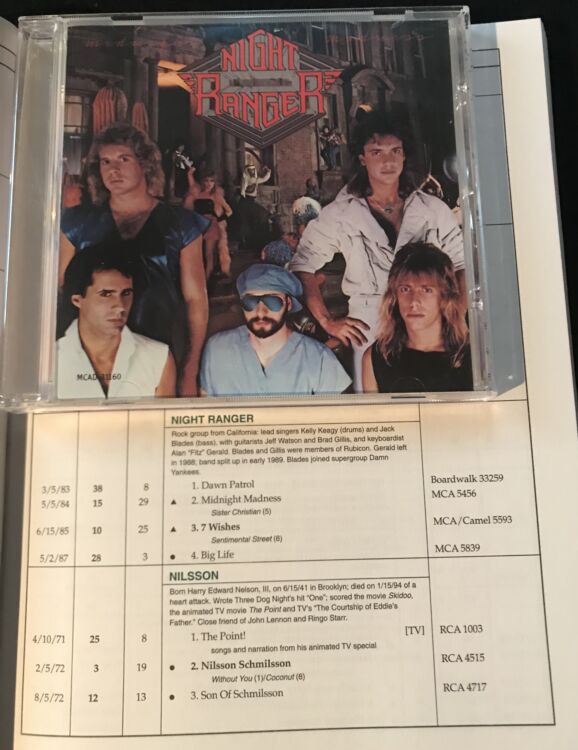 midnight madness
NIGHT
RANGER
NIGHT RANGER
Rock group from California: lead singers Kelly Keagy (drums) and Jack
Blades (bass), with guitarists Jeff Watson and Brad Gillis, and keyboardist
Alan "Fitz" Gerald. Blades and Gillis were members of Rubicon. Gerald left
in 1988; band split up in early 1989. Blades joined supergroup Damn
Yankees.
3/5/83 38 8 1. Dawn Patrol Boardwalk 33259
5/5/84 15 29 ▲ 2. Midnight Madness MCA 5456
Sister Christian (5)
6/15/85 10 25 ▲ 3. 7 Wishes MCA/Camel 5593
Sentimental Street (8)
5/2/87 28 3 ● 4. Big Life MCA 5839
NILSSON
Born Harry Edward Nelson, III, on 6/15/41 in Brooklyn; died on 1/15/94 of a
heart attack. Wrote Three Dog Night's hit "One"; scored the movie Skidoo,
the animated TV movie The Point and TV's "The Courtship of Eddie's
Father." Close friend of John Lennon and Ringo Starr.
4/10/71 25 8 1. The Point! [TV] RCA 1003
songs and narration from his animated TV special
2/5/72 3 19 ● 2. Nilsson Schmilsson RCA 4515
Without You (1)/Coconut (8)
8/5/72 12 13 ● 3. Son Of Schmilsson RCA 4717